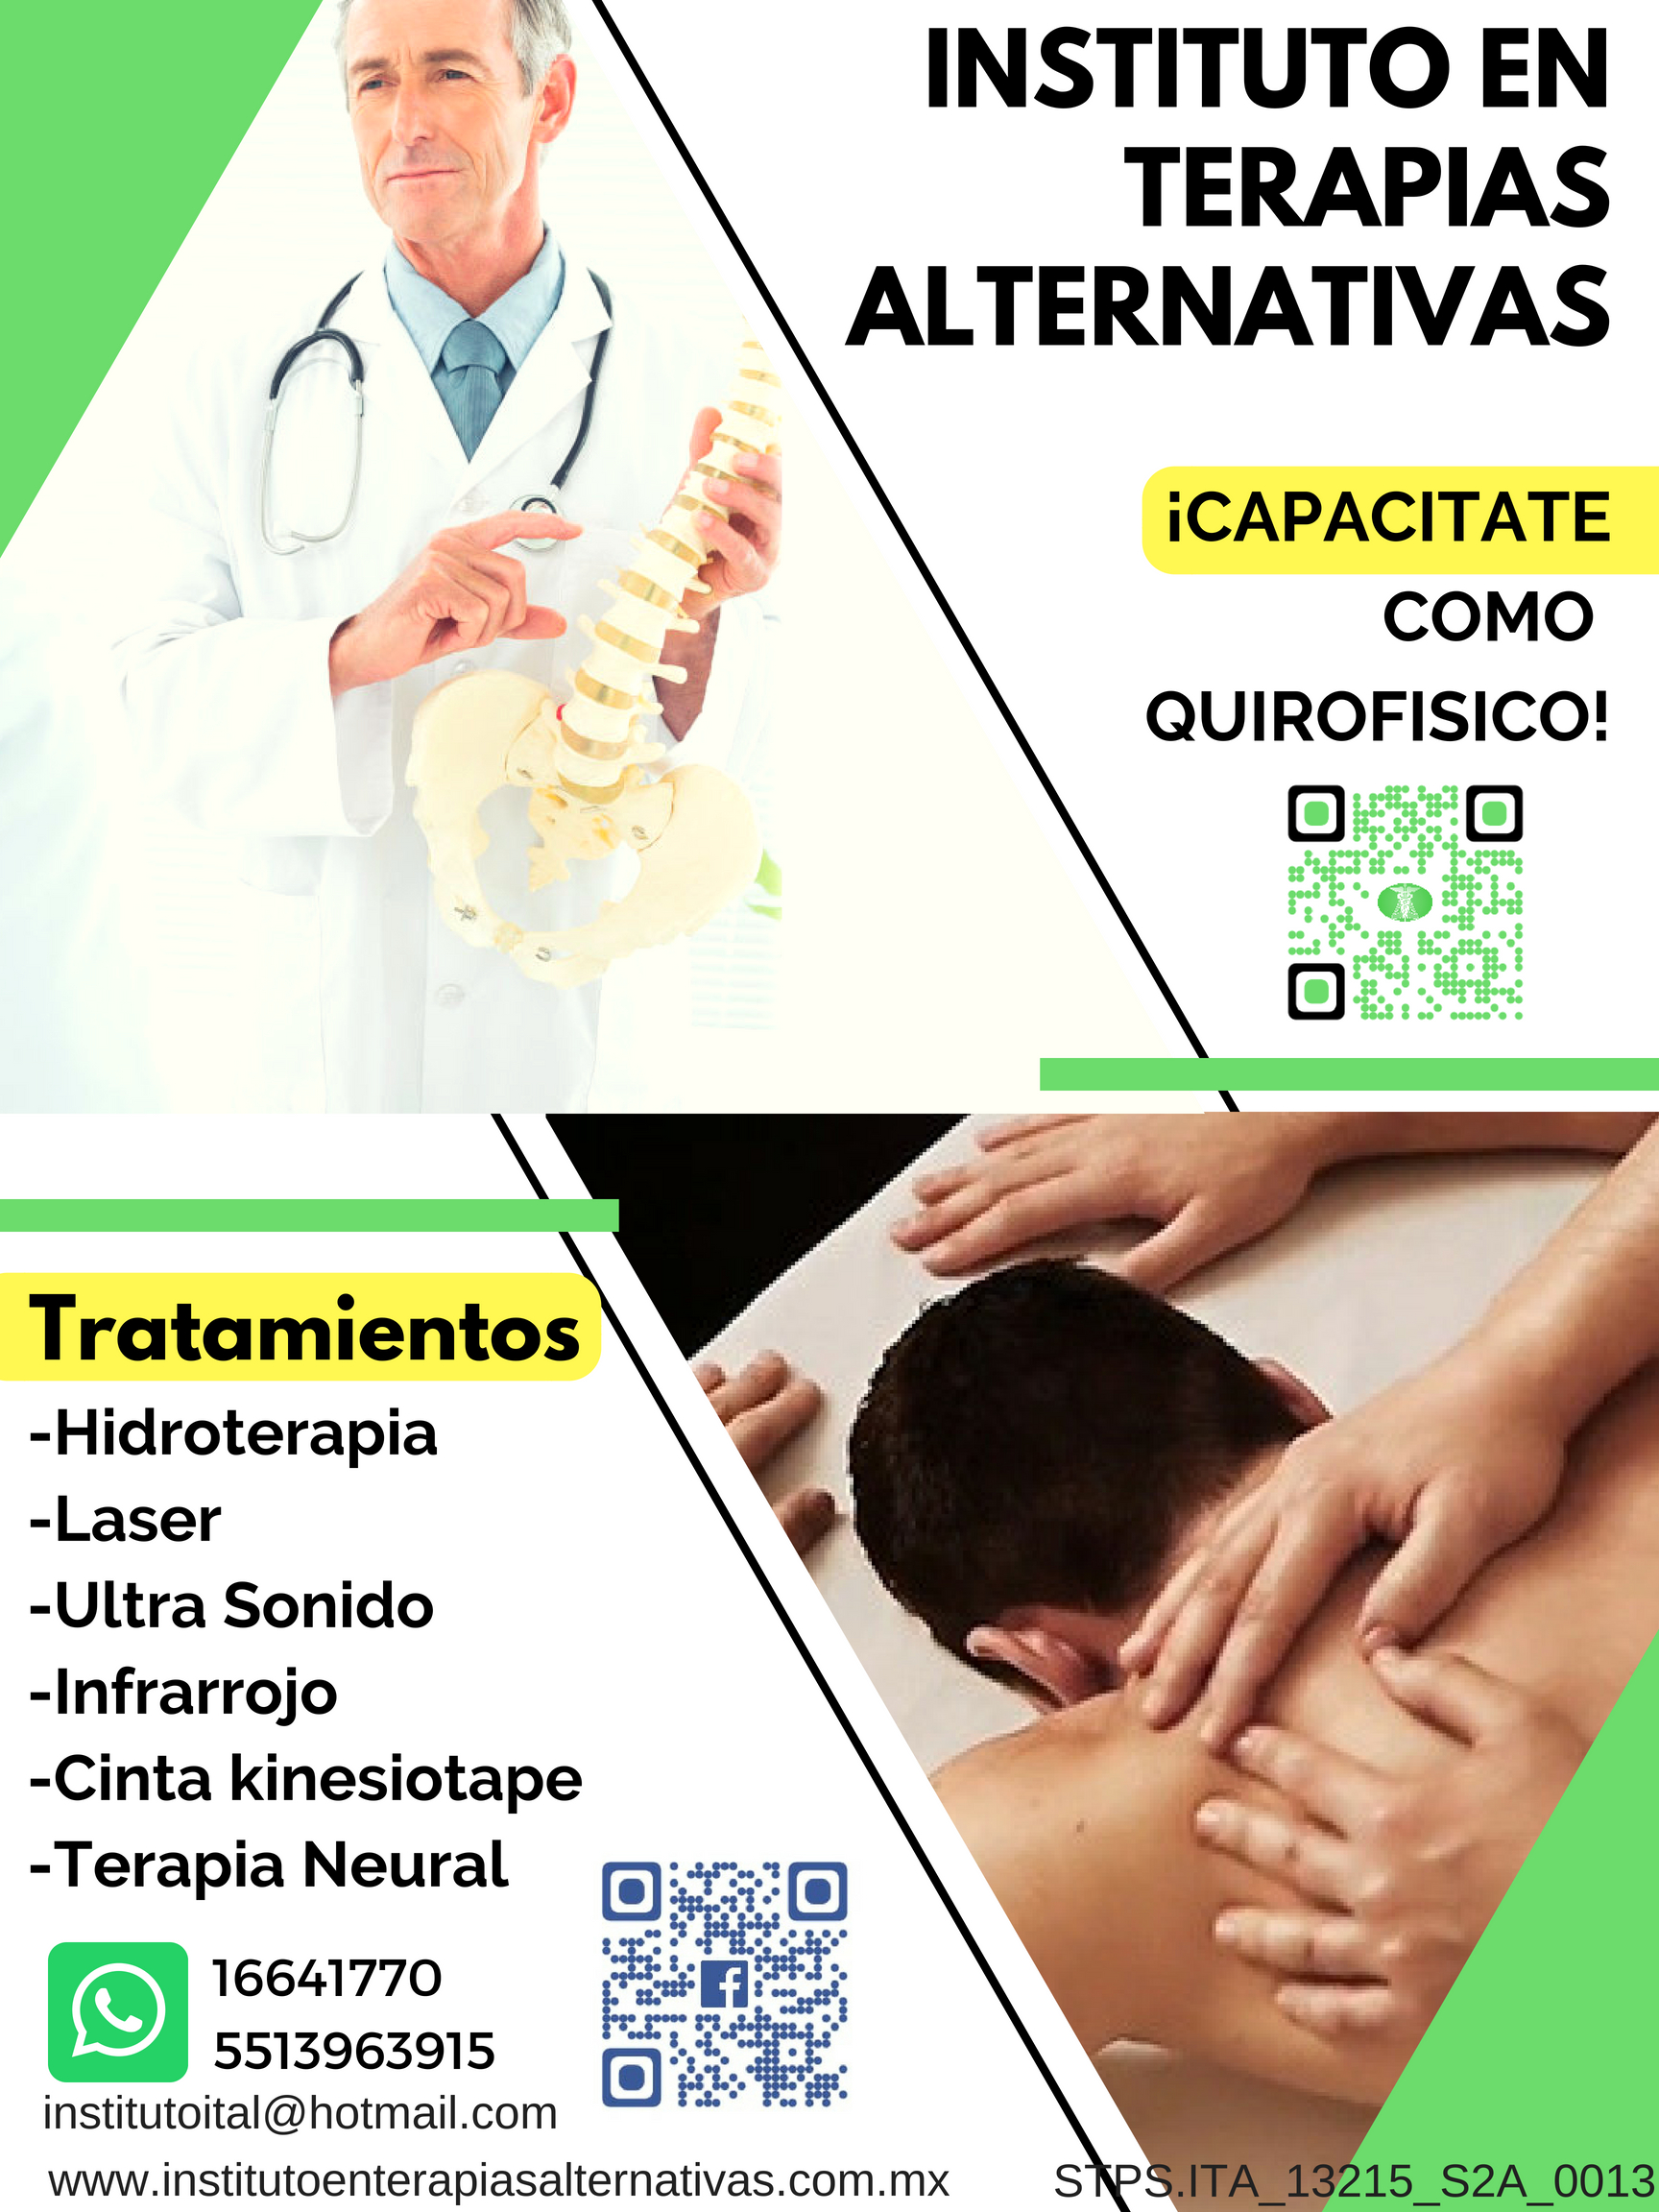 INSTITUTO EN
TERAPIAS
ALTERNATIVAS
¡CAPACITATE
COMO
QUIROFISICO!
Tratamientos
-Hidroterapia
-Laser
-Ultra Sonido
-Infrarrojo
-Cinta kinesiotape
-Terapia Neural
16641770
5513963915
institutoital@hotmail.com
www.institutoenterapiasalternativas.com.mx
STPS.ITA_13215_S2A_0013